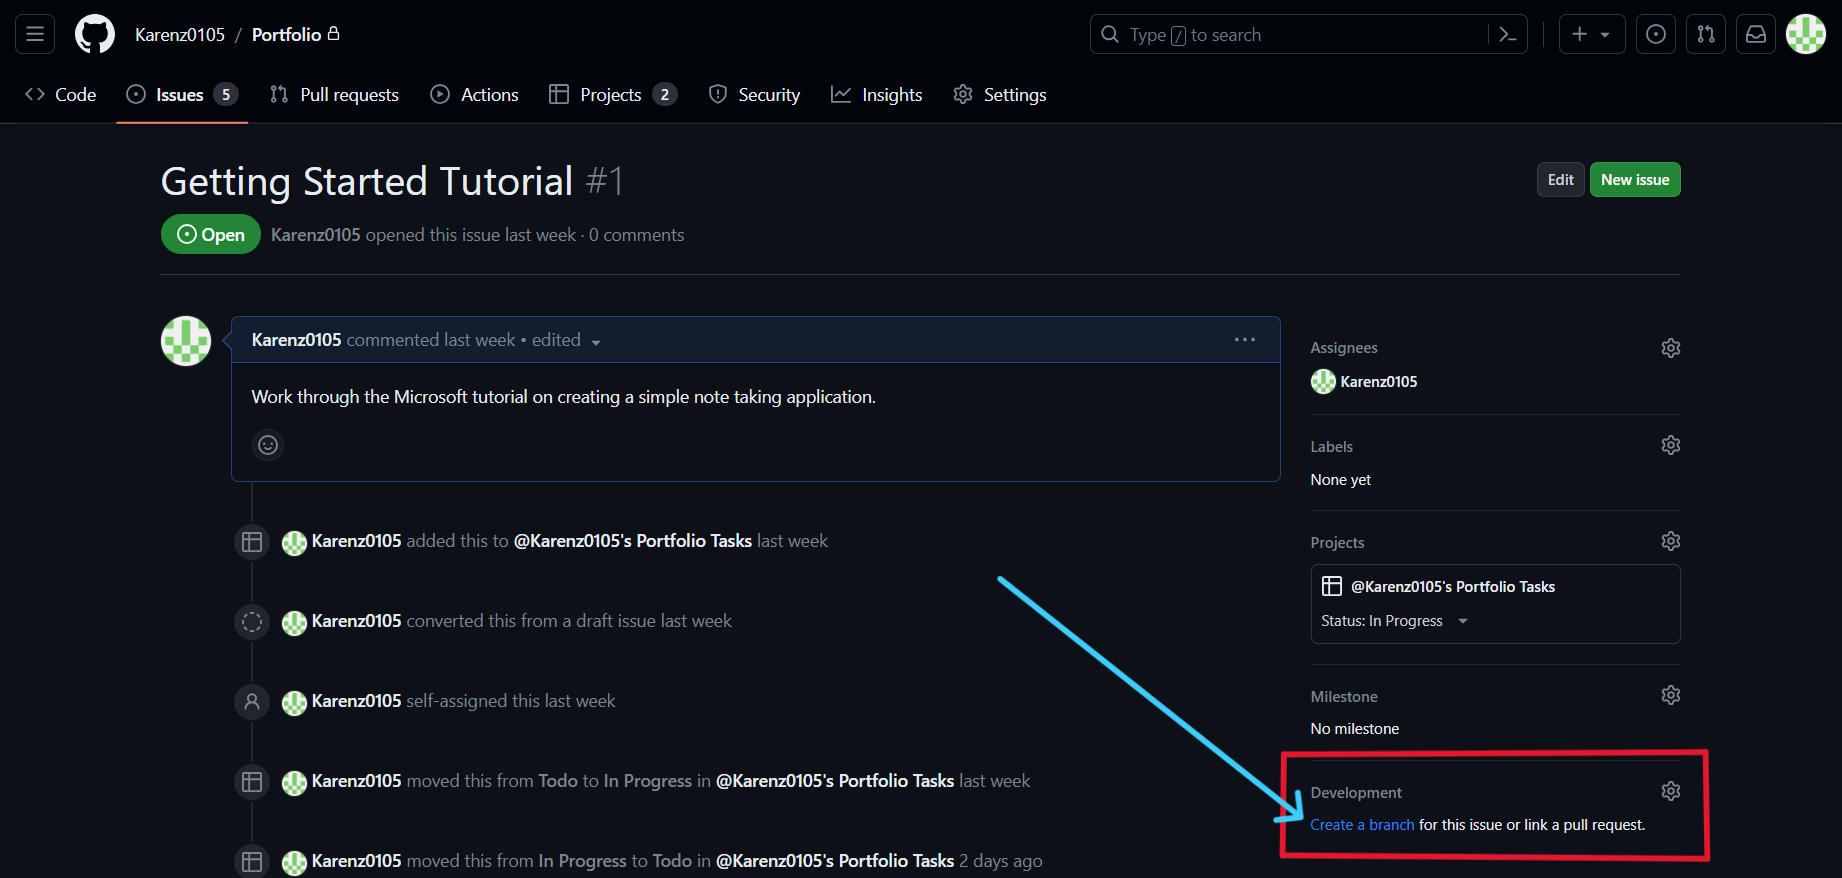 Karenz0105 / Portfolio
Type / to search
Code
Issues 5
Pull requests
Actions
Projects 2
Security
Insights
Settings
Getting Started Tutorial #1
Edit
New issue
Open
Karenz0105 opened this issue last week · 0 comments
Karenz0105 commented last week • edited
Work through the Microsoft tutorial on creating a simple note taking application.
Karenz0105 added this to @Karenz0105's Portfolio Tasks last week
Karenz0105 converted this from a draft issue last week
Karenz0105 self-assigned this last week
Karenz0105 moved this from Todo to In Progress in @Karenz0105's Portfolio Tasks last week
Karenz0105 moved this from In Progress to Todo in @Karenz0105's Portfolio Tasks 2 days ago
Assignees
Karenz0105
Labels
None yet
Projects
@Karenz0105's Portfolio Tasks
Status: In Progress
Milestone
No milestone
Development
Create a branch for this issue or link a pull request.